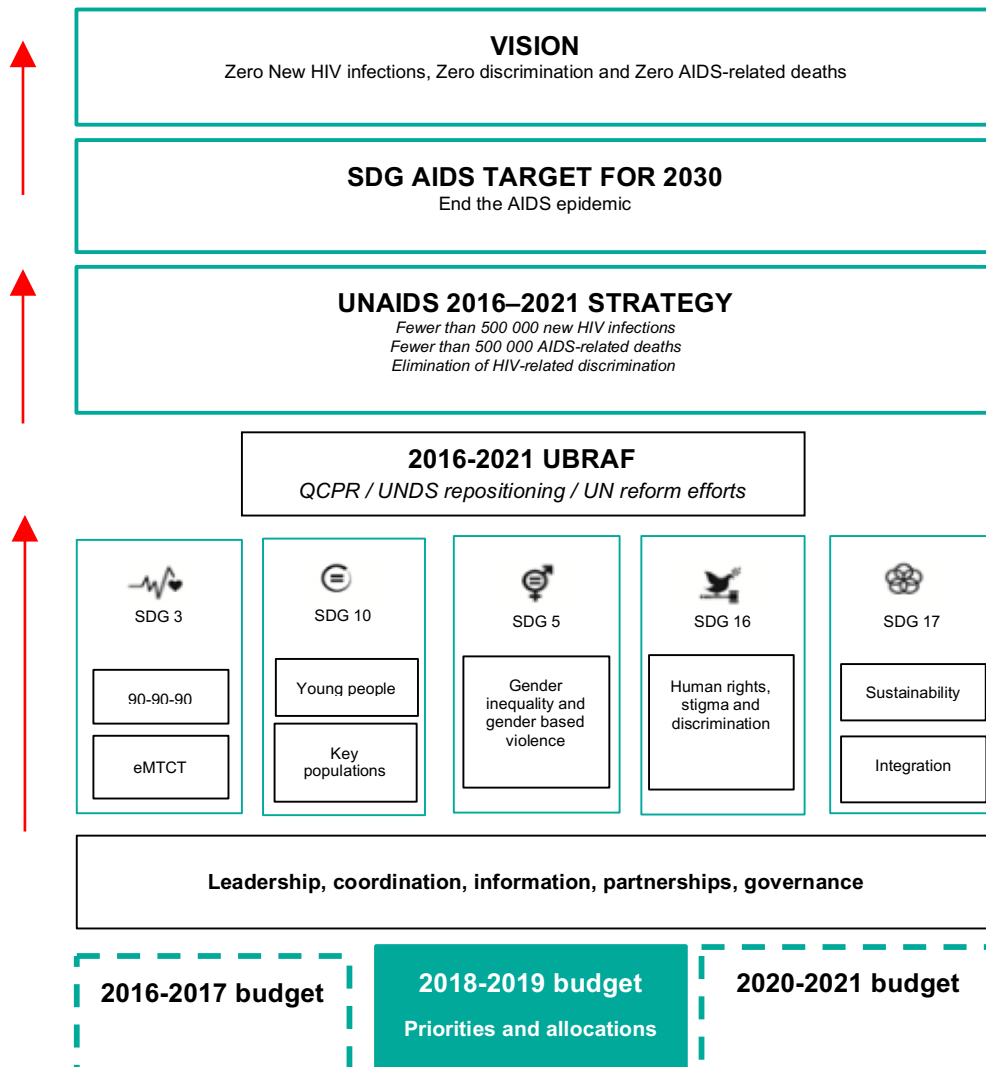 VISION
Zero New HIV infections, Zero discrimination and Zero AIDS-related deaths
SDG AIDS TARGET FOR 2030
End the AIDS epidemic
UNAIDS 2016–2021 STRATEGY
Fewer than 500 000 new HIV infections
Fewer than 500 000 AIDS-related deaths
Elimination of HIV-related discrimination
2016-2021 UBRAF
QCPR / UNDS repositioning / UN reform efforts
SDG 3
90-90-90
eMTCT
SDG 10
Young people
Key
populations
SDG 5
Gender
inequality and
gender based
violence
SDG 16
Human rights,
stigma and
discrimination
SDG 17
Sustainability
Integration
Leadership, coordination, information, partnerships, governance
2016-2017 budget
2018-2019 budget
Priorities and allocations
2020-2021 budget